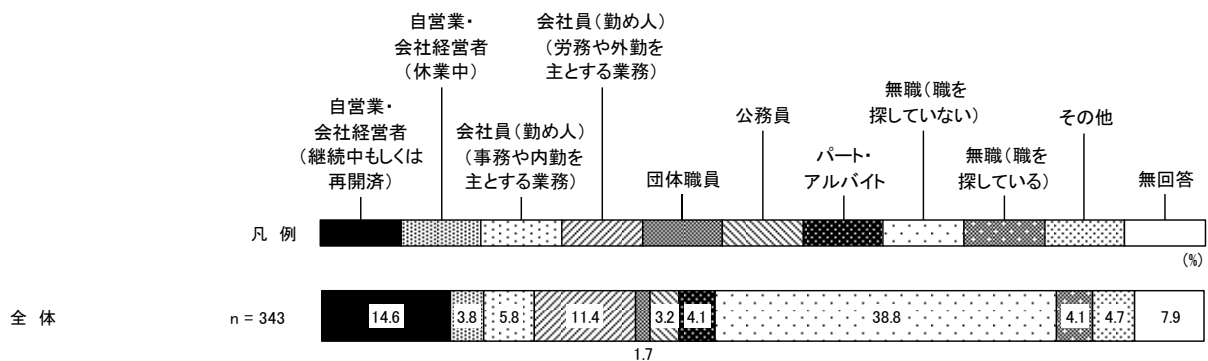 自営業・
会社経営者
（休業中）
会社員（勤め人）
（労務や外勤を
主とする業務）
無職（職を
探していない）
公務員
その他
自営業・
会社経営者
（継続中もしくは
再開済）
会社員（勤め人）
（事務や内勤を
主とする業務）
団体職員
パート・
アルバイト
無職（職を
探している）
無回答
凡 例
(%)
全 体
n = 343
14.6
3.8
5.8
11.4
3.2
4.1
38.8
4.1
4.7
7.9
1.7